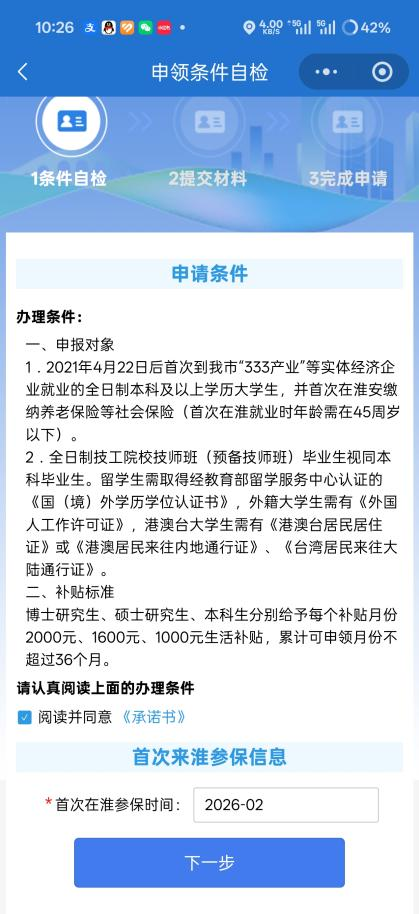 10:26
4.00 KB/S 5G 5G 42%
申领条件自检
1条件自检 2提交材料 3完成申请
申请条件
办理条件：
一、申报对象
1．2021年4月22日后首次到我市“333产业”等实体经济企
业就业的全日制本科及以上学历大学生，并首次在淮安缴
纳养老保险等社会保险（首次在淮就业时年龄需在45周岁
以下）。
2．全日制技工院校技师班（预备技师班）毕业生视同本
科毕业生。留学生需取得经教育部留学服务中心认证的
《国（境）外学历学位认证书》，外籍大学生需有《外国
人工作许可证》，港澳台大学生需有《港澳台居民居住
证》或《港澳居民来往内地通行证》、《台湾居民来往大
陆通行证》。
二、补贴标准
博士研究生、硕士研究生、本科生分别给予每个补贴月份
2000元、1600元、1000元生活补贴，累计可申领月份不
超过36个月。
请认真阅读上面的办理条件
阅读并同意《承诺书》
首次来淮参保信息
*首次在淮参保时间： 2026-02
下一步